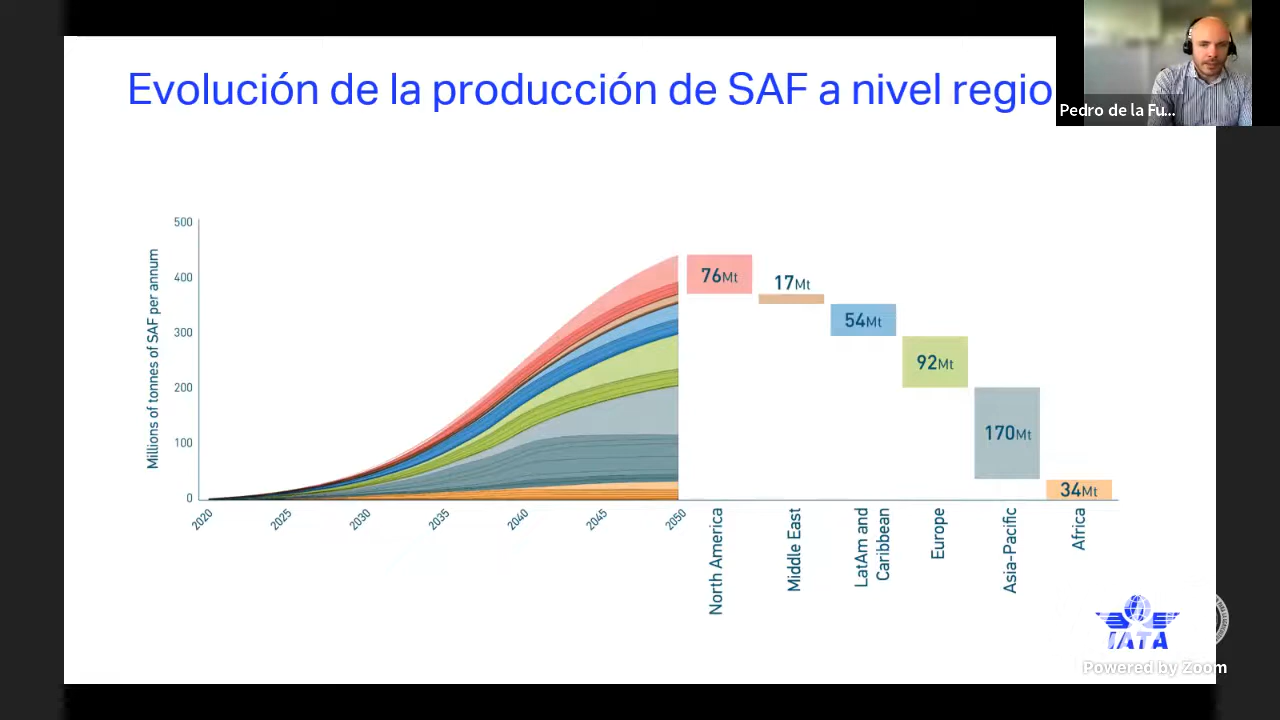 Evolución de la producción de SAF a nivel regio
Pedro de la Fu...
Millions of tonnes of SAF per annum
500
400
300
200
100
0
2020
2025
2030
2035
2040
2045
2050
76Mt
17Mt
54Mt
92Mt
170Mt
34Mt
North America
Middle East
LatAm and
Caribbean
Europe
Asia-Pacific
Africa
IATA
Powered by Zoom